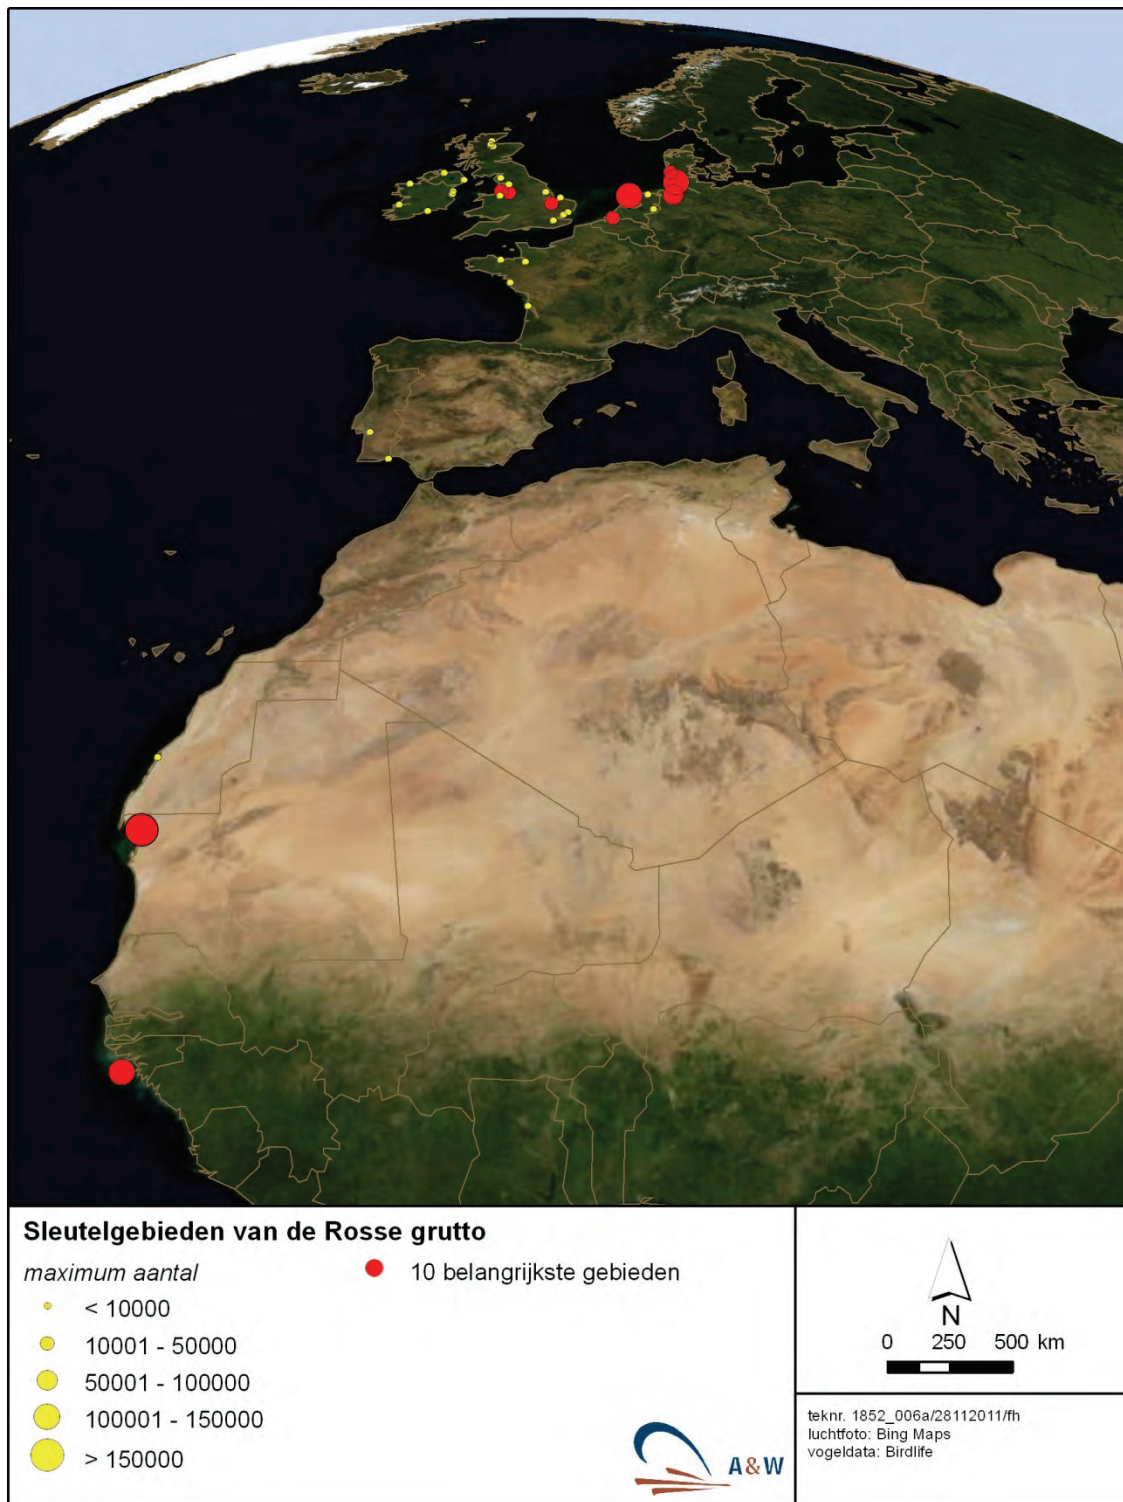 Sleutelgebieden van de Rosse grutto
maximum aantal
10 belangrijkste gebieden
< 10000
10001 - 50000
50001 - 100000
100001 - 150000
> 150000
A&W
N
0 250 500 km
teknr. 1852_006a/28112011/fh
luchtfoto: Bing Maps
vogeldata: Birdlife